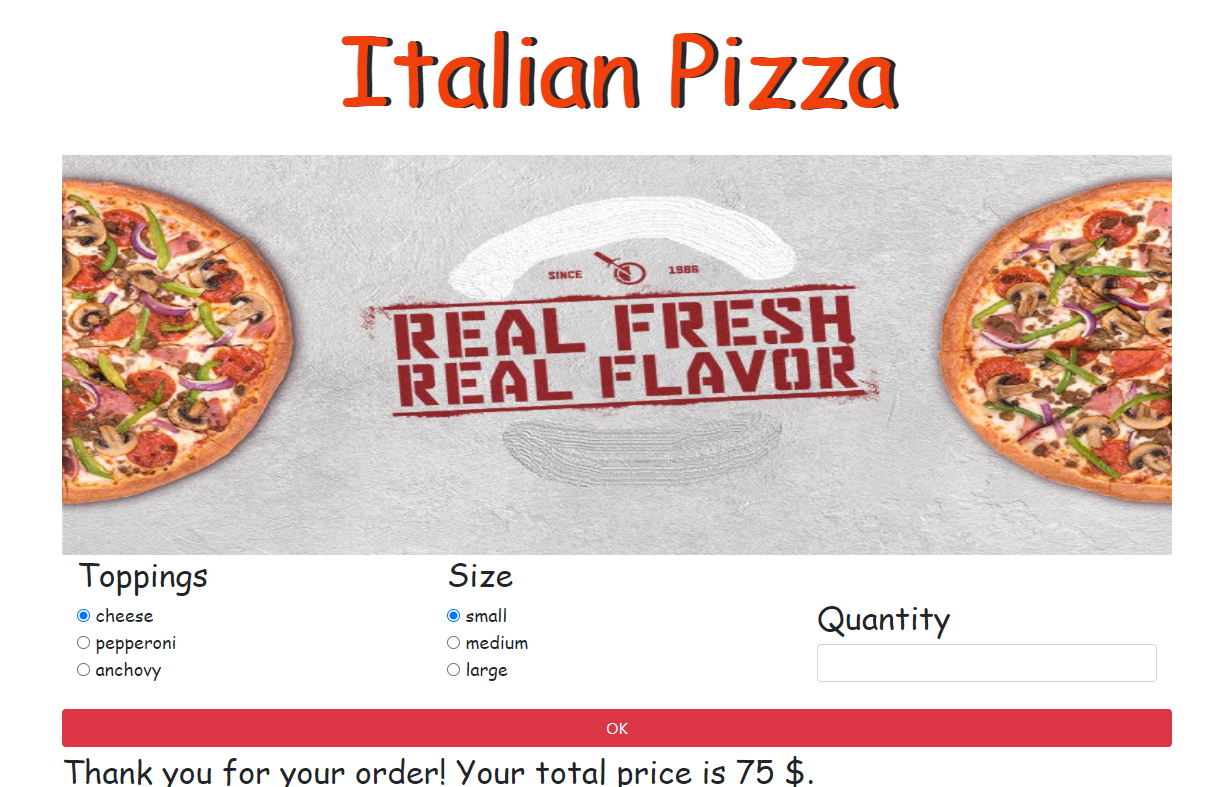 Italian Pizza
SINCE 1986
REAL FRESH
REAL FLAVOR
Toppings
cheese
pepperoni
anchovy
Size
small
medium
large
Quantity
OK
Thank you for your order! Your total price is 75 $.